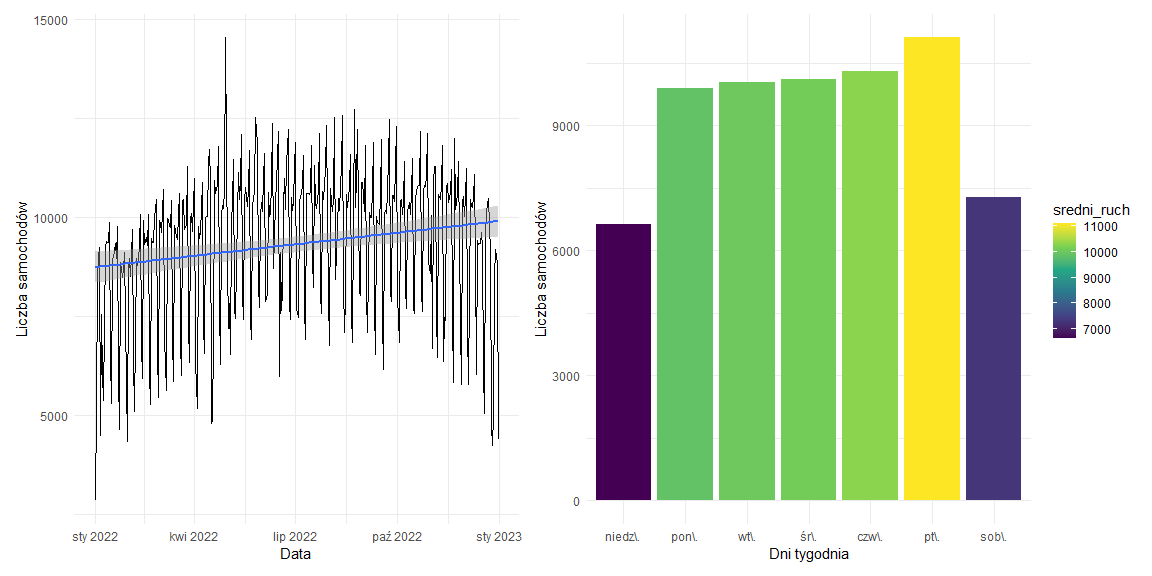 15000
10000
5000
Liczba samochodów
sty 2022
kwi 2022
lip 2022
paź 2022
sty 2023
Data
9000
6000
3000
0
Liczba samochodów
niedz\.
pon\.
wt\.
śr\.
czw\.
pt\.
sob\.
Dni tygodnia
sredni_ruch
11000
10000
9000
8000
7000